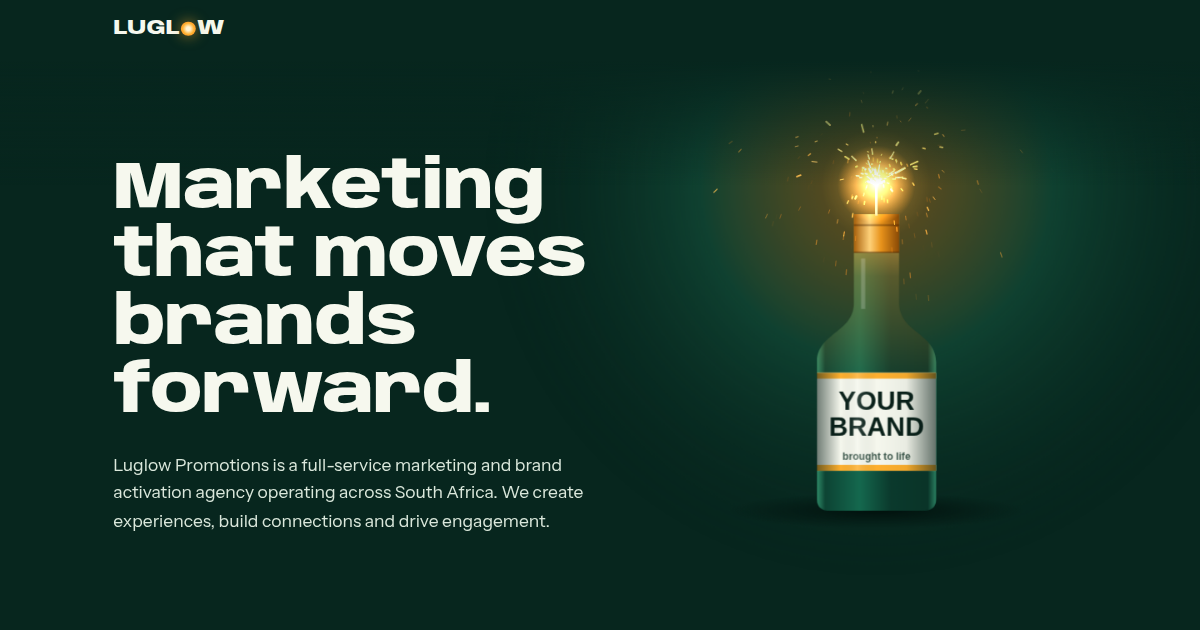 LUGLOW
Marketing
that moves
brands
forward.
Luglow Promotions is a full-service marketing and brand
activation agency operating across South Africa. We create
experiences, build connections and drive engagement.
YOUR
BRAND
brought to life